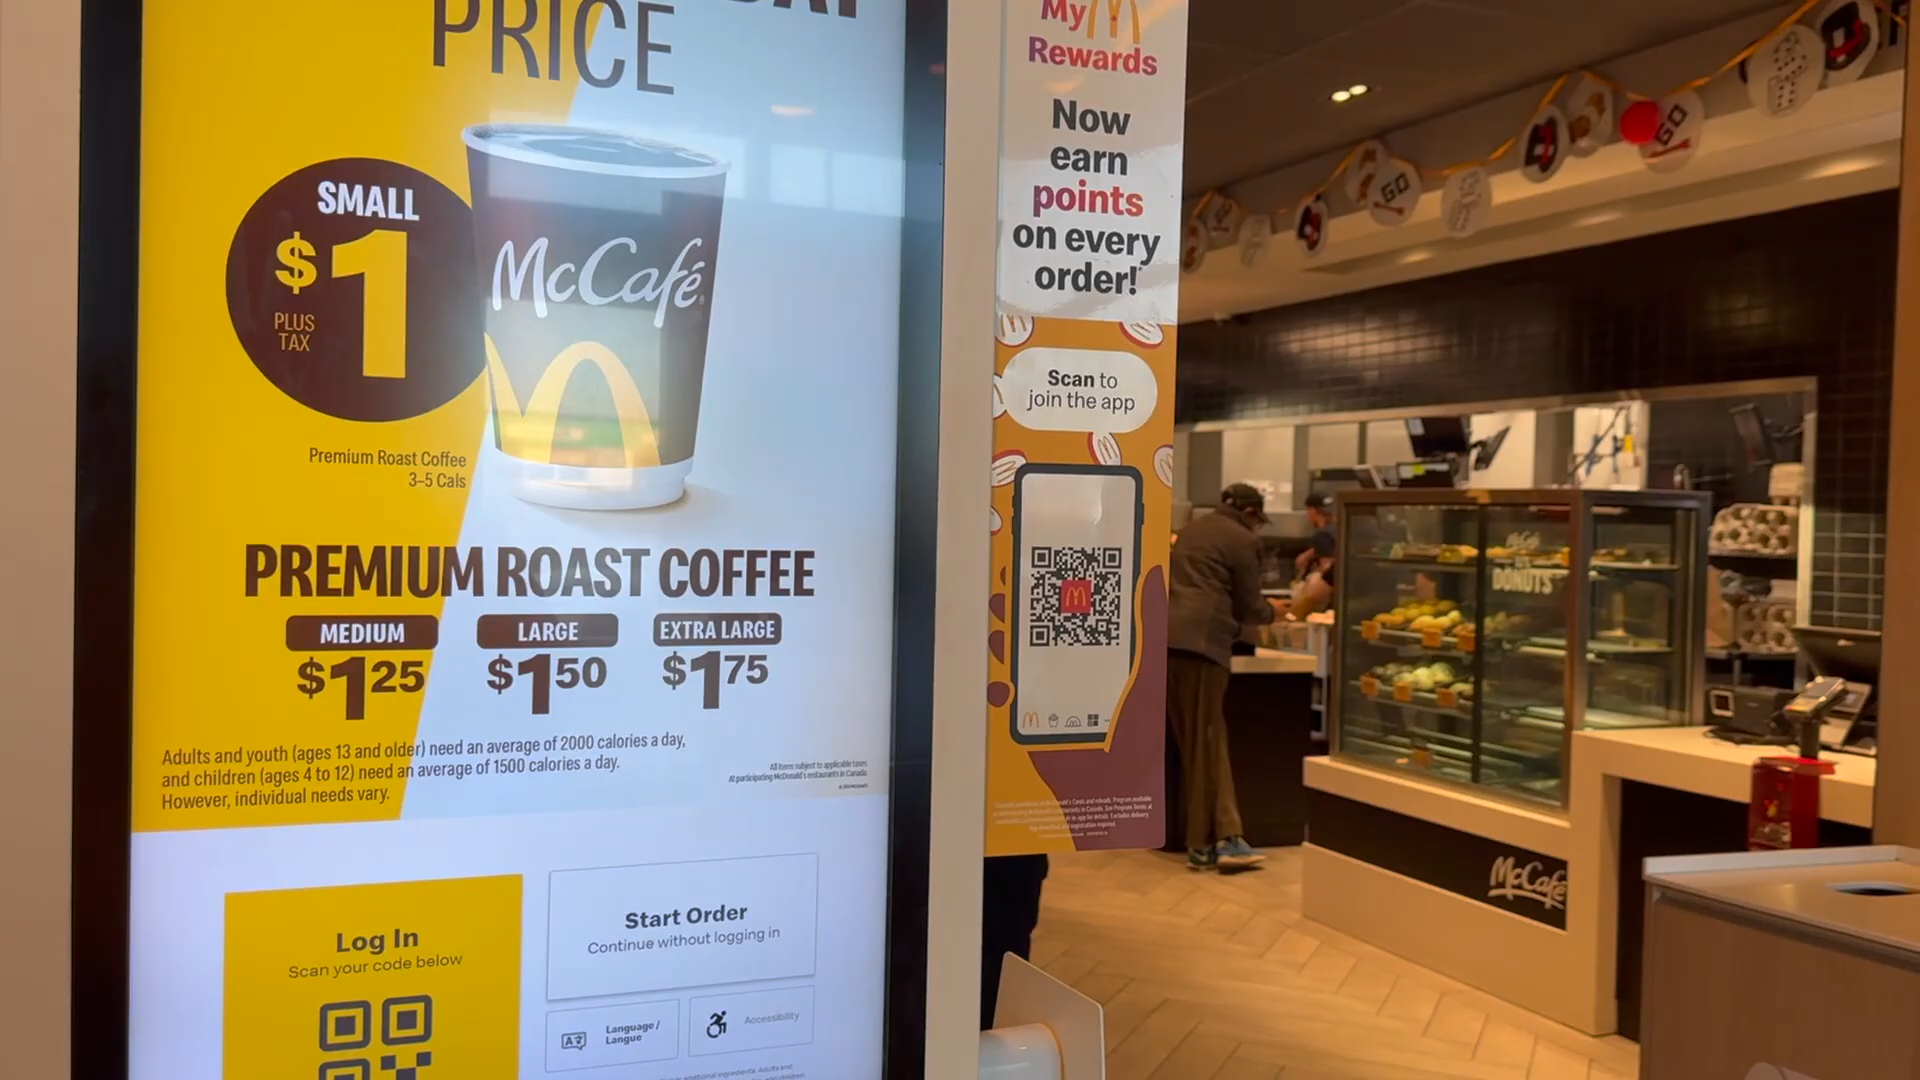 PRICE
SMALL
$1
PLUS
TAX
McCafé
Premium Roast Coffee
3–5 Cals
PREMIUM ROAST COFFEE
MEDIUM
$1 25
LARGE
$1 50
EXTRA LARGE
$1 75
Adults and youth (ages 13 and older) need an average of 2000 calories a day,
and children (ages 4 to 12) need an average of 1500 calories a day.
However, individual needs vary.
All items subject to applicable taxes
At participating McDonald's restaurants in Canada
Log In
Scan your code below
Start Order
Continue without logging in
Language /
Langue
Accessibility
My
Rewards
Now
earn
points
on every
order!
Scan to
join the app
GO
GO
DONUTS
McCafé